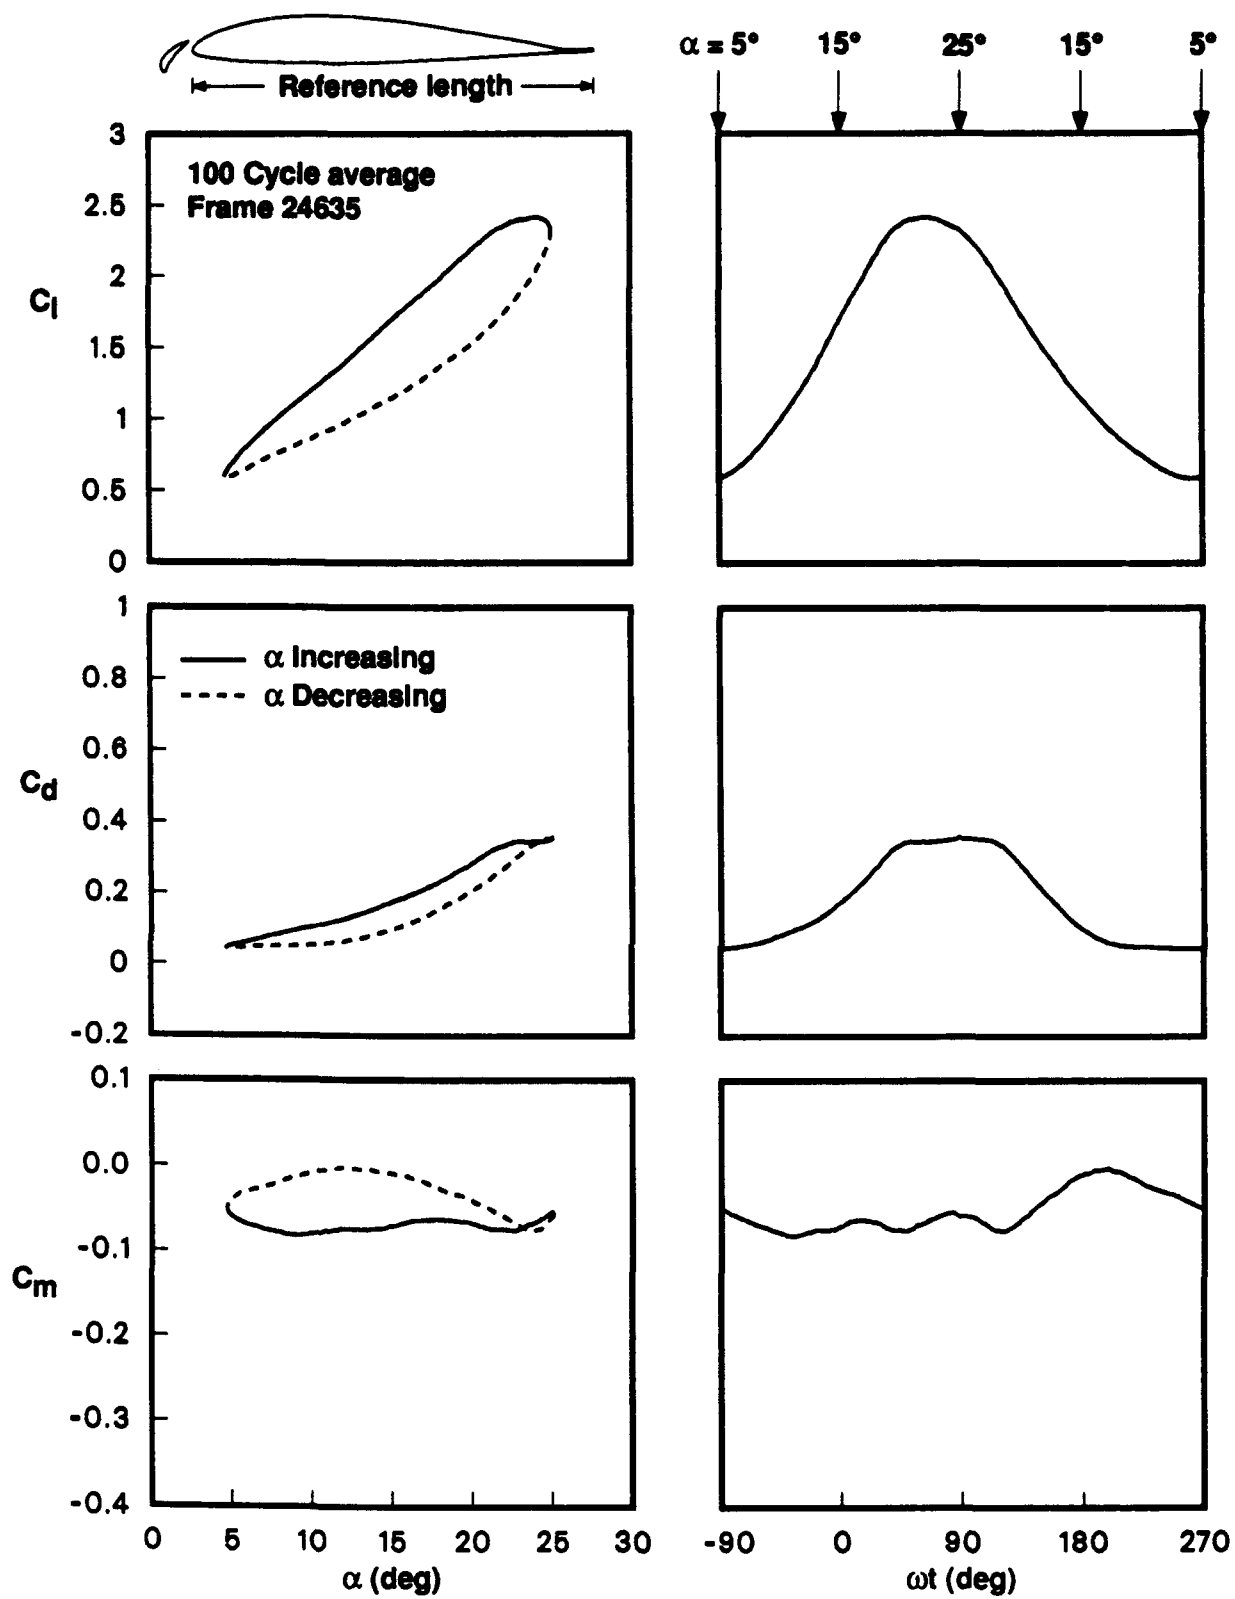 Reference length
α = 5° 15° 25° 15° 5°
100 Cycle average
Frame 24635
3
2.5
2
1.5
1
0.5
0
Cl
α Increasing
α Decreasing
1
0.8
0.6
0.4
0.2
0
-0.2
Cd
0.1
0.0
-0.1
-0.2
-0.3
-0.4
Cm
0 5 10 15 20 25 30
α (deg)
-90 0 90 180 270
ωt (deg)